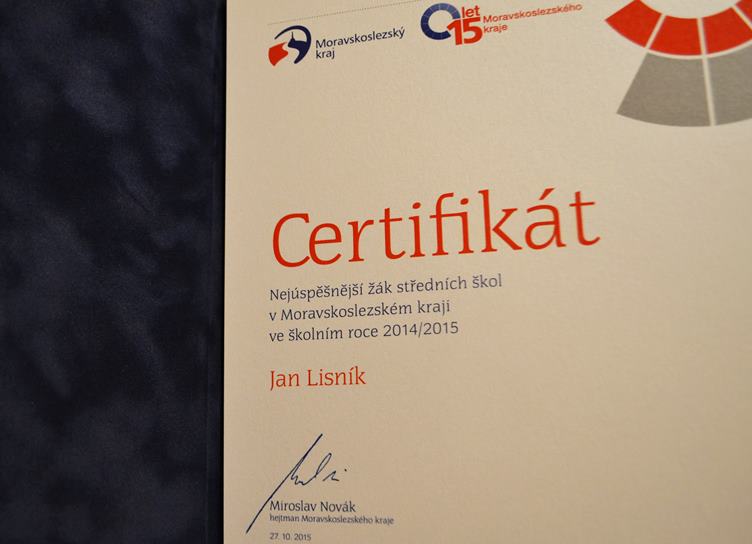 Moravskoslezský
kraj
let
15
Moravskoslezského
kraje
Certifikát
Nejúspěšnější žák středních škol
v Moravskoslezském kraji
ve školním roce 2014/2015
Jan Lisník
Miroslav Novák
hejtman Moravskoslezského kraje
27. 10. 2015